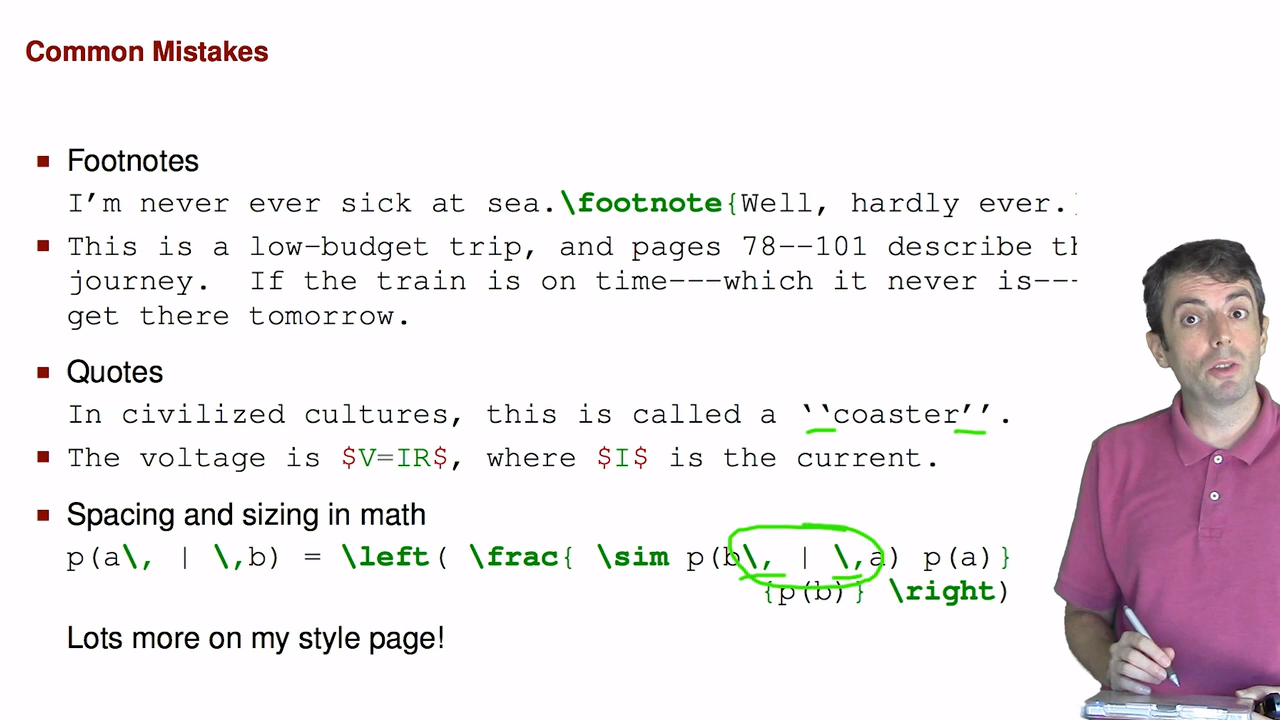 Common Mistakes
Footnotes
I'm never ever sick at sea.\footnote{Well, hardly ever.}
This is a low-budget trip, and pages 78--101 describe th
journey. If the train is on time---which it never is---
get there tomorrow.
Quotes
In civilized cultures, this is called a ‘‘coaster’’.
The voltage is $V=IR$, where $I$ is the current.
Spacing and sizing in math
p(a\, | \,b) = \left( \frac{ \sim p(b\, | \,a) p(a)}
{p(b)} \right)
Lots more on my style page!